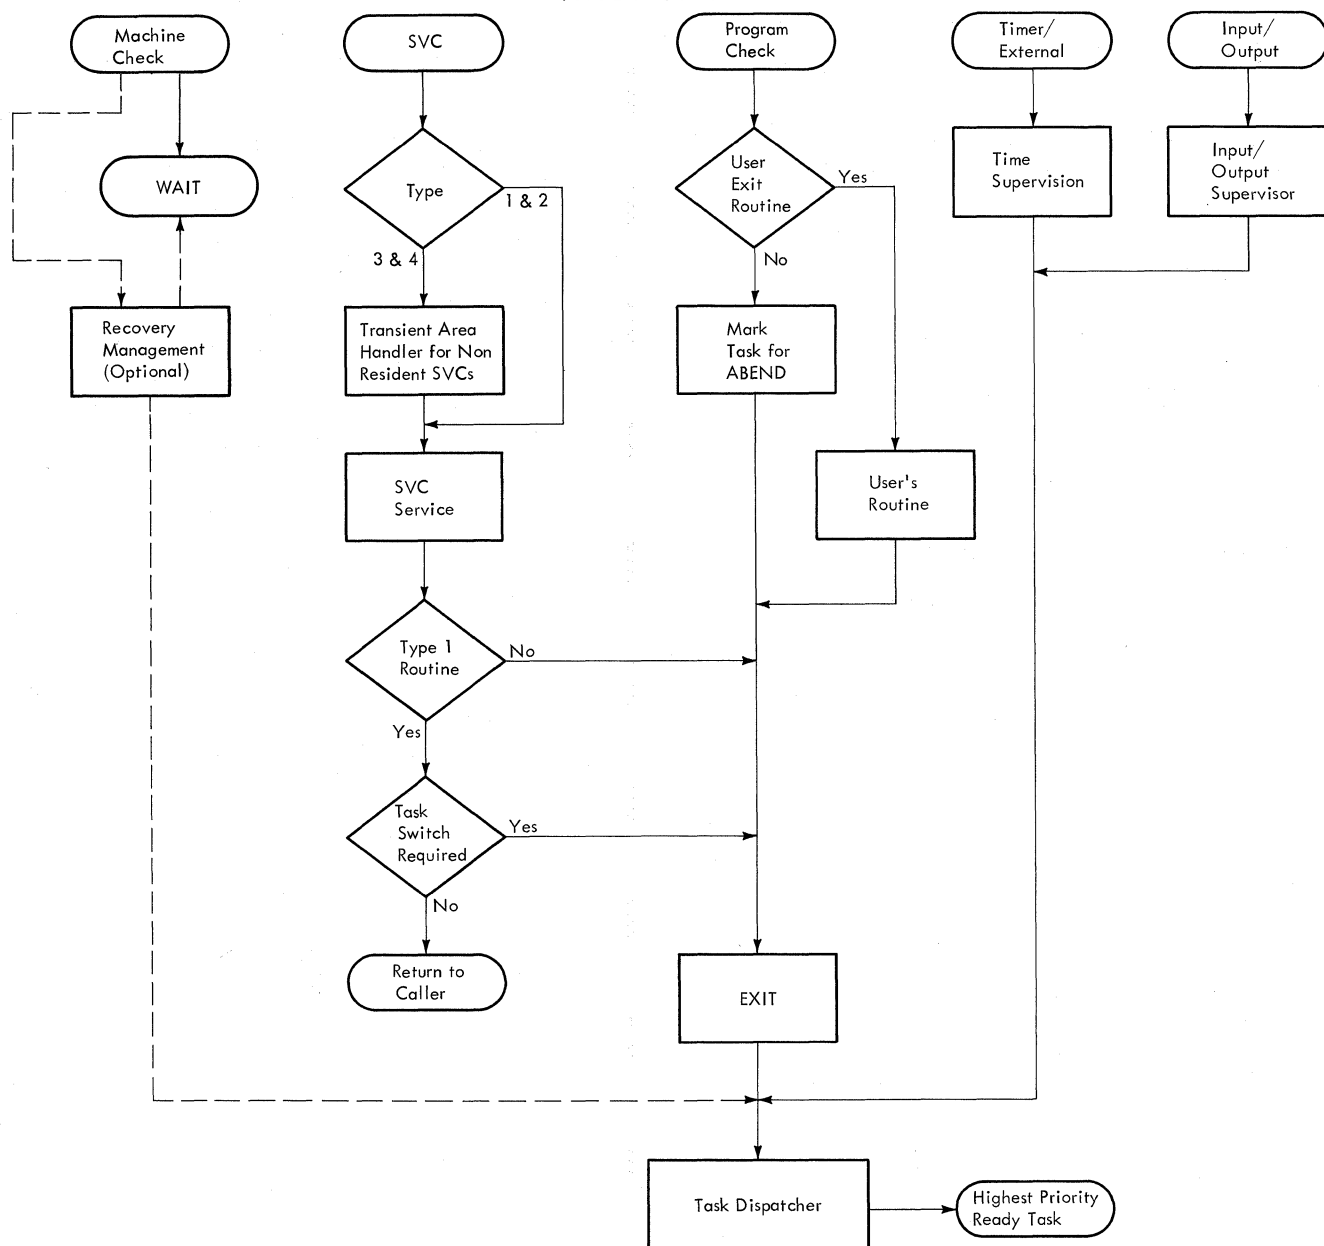 Machine
Check
SVC
Program
Check
Timer/
External
Input/
Output
WAIT
Type
1 & 2
3 & 4
User
Exit
Routine
Yes
No
Time
Supervision
Input/
Output
Supervisor
Recovery
Management
(Optional)
Transient Area
Handler for Non
Resident SVCs
Mark
Task for
ABEND
SVC
Service
User's
Routine
Type 1
Routine
No
Yes
Task
Switch
Required
Yes
No
Return to
Caller
EXIT
Task Dispatcher
Highest Priority
Ready Task